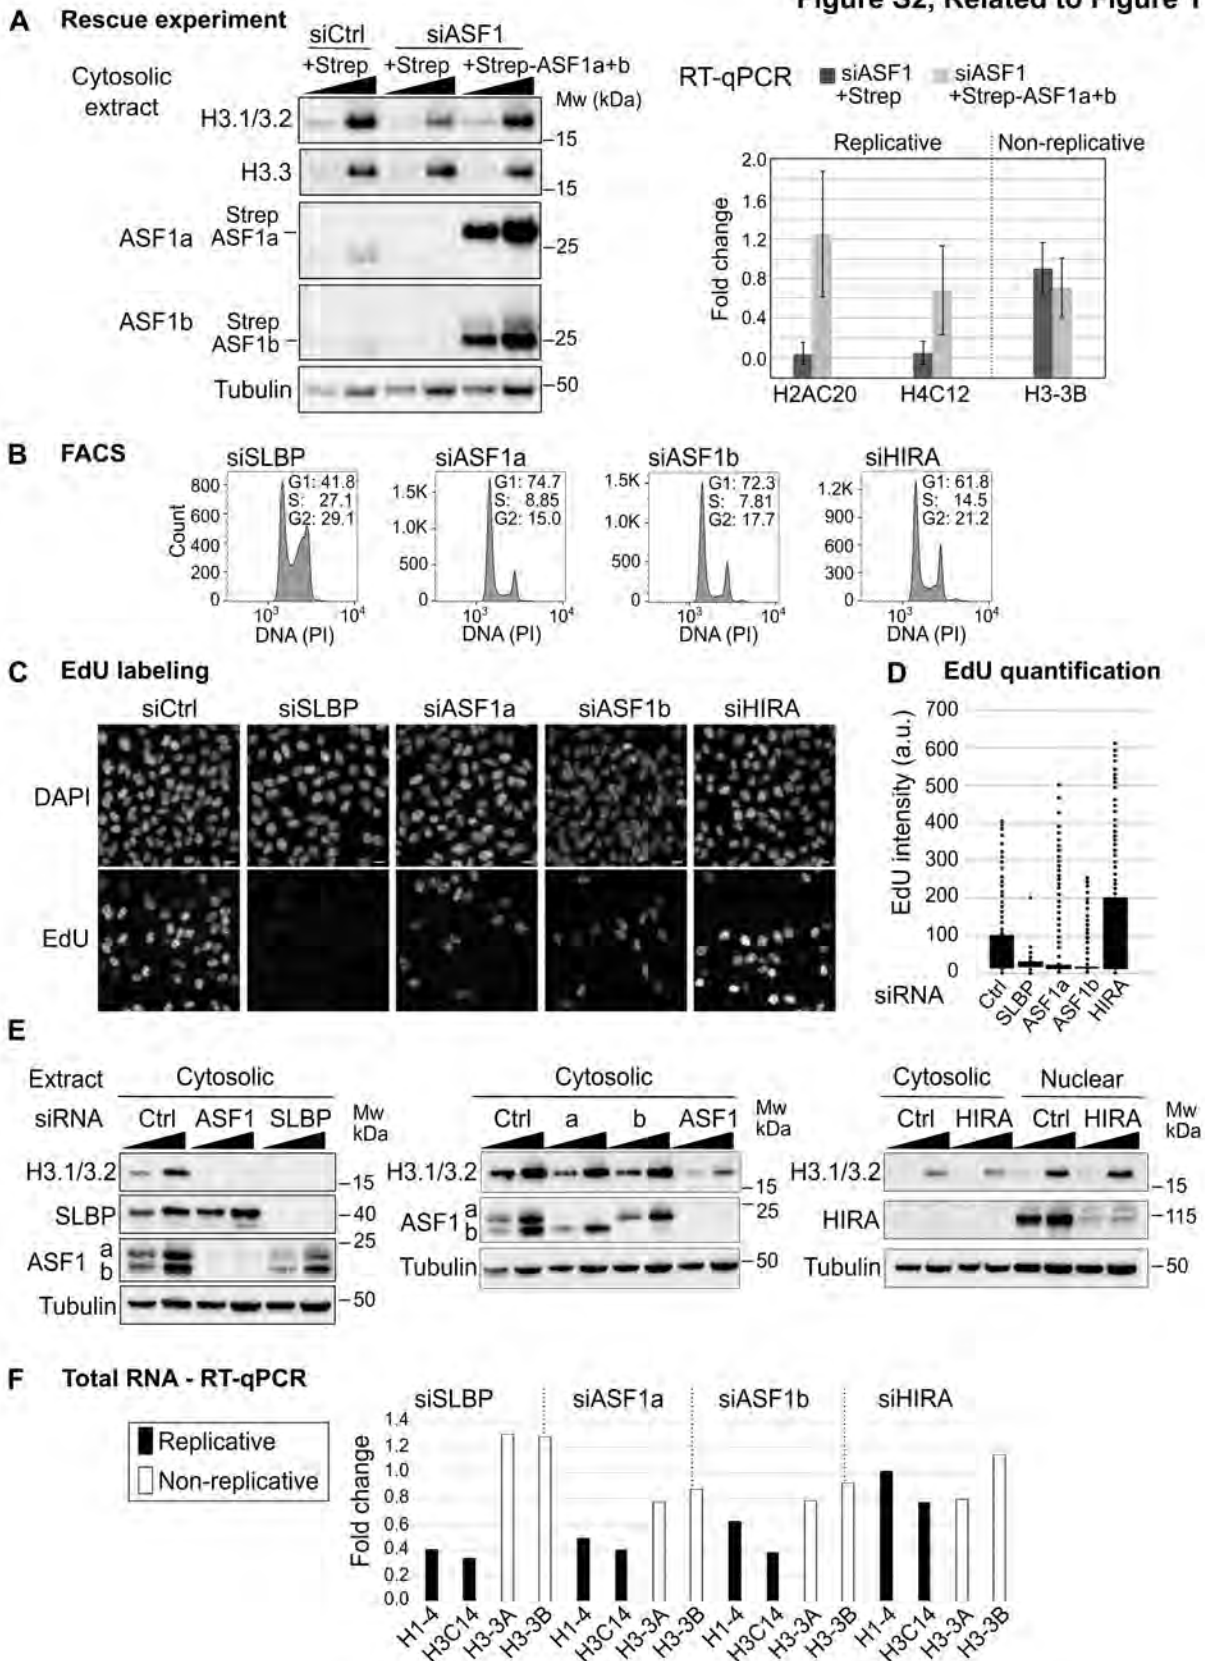 Figure S2, Related to Figure 1
A Rescue experiment
siCtrl siASF1
+Strep +Strep +Strep-ASF1a+b
Cytosolic
extract
Mw (kDa)
H3.1/3.2
15
H3.3
15
ASF1a
Strep
ASF1a
25
ASF1b
Strep
ASF1b
25
Tubulin
50
RT-qPCR
siASF1
+Strep
siASF1
+Strep-ASF1a+b
Replicative Non-replicative
Fold change
2.0
1.6
1.2
0.8
0.4
0.0
H2AC20 H4C12 H3-3B
B FACS
siSLBP siASF1a siASF1b siHIRA
Count
800
600
400
200
0
G1: 41.8
S: 27.1
G2: 29.1
10³ 10⁴
DNA (PI)
1.5K
1.0K
500
0
G1: 74.7
S: 8.85
G2: 15.0
10³ 10⁴
DNA (PI)
1.5K
1.0K
500
0
G1: 72.3
S: 7.81
G2: 17.7
10³ 10⁴
DNA (PI)
1.2K
900
600
300
0
G1: 61.8
S: 14.5
G2: 21.2
10³ 10⁴
DNA (PI)
C EdU labeling
siCtrl siSLBP siASF1a siASF1b siHIRA
DAPI
EdU
D EdU quantification
EdU intensity (a.u.)
700
600
500
400
300
200
100
0
siRNA
Ctrl SLBP ASF1a ASF1b HIRA
E
Extract Cytosolic
siRNA Ctrl ASF1 SLBP
Mw
kDa
H3.1/3.2
15
SLBP
40
ASF1 a
b
25
Tubulin
50
Cytosolic
Ctrl a b ASF1
Mw
kDa
H3.1/3.2
15
ASF1 a
b
25
Tubulin
50
Cytosolic Nuclear
Ctrl HIRA Ctrl HIRA
Mw
kDa
H3.1/3.2
15
HIRA
115
Tubulin
50
F Total RNA - RT-qPCR
Replicative
Non-replicative
siSLBP siASF1a siASF1b siHIRA
Fold change
1.4
1.2
1.0
0.8
0.6
0.4
0.2
0.0
H1-4 H3C14 H3-3A H3-3B H1-4 H3C14 H3-3A H3-3B H1-4 H3C14 H3-3A H3-3B H1-4 H3C14 H3-3A H3-3B